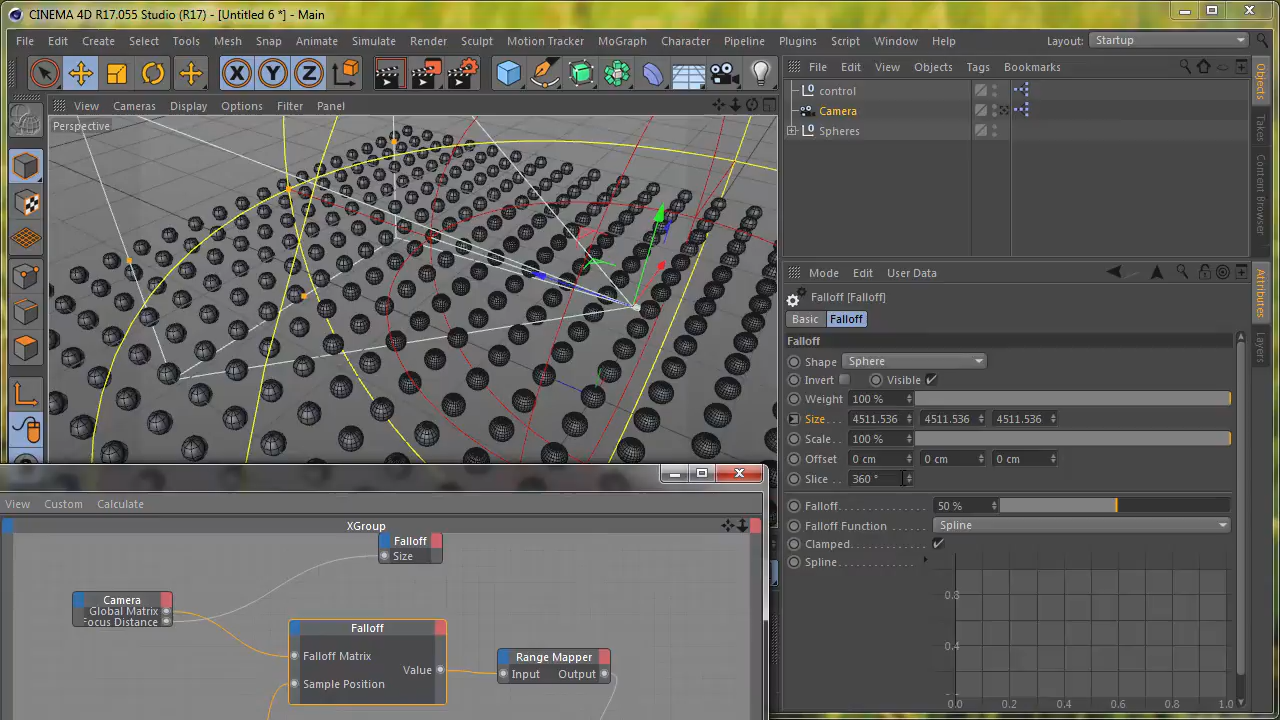 CINEMA 4D R17.055 Studio (R17) - [Untitled 6 *] - Main
File Edit Create Select Tools Mesh Snap Animate Simulate Render Sculpt Motion Tracker MoGraph Character Pipeline Plugins Script Window Help Layout: Startup
X Y Z
View Cameras Display Options Filter Panel
Perspective
File Edit View Objects Tags Bookmarks
control
Camera
Spheres
Objects
Takes
Content Browser
Mode Edit User Data
Falloff [Falloff]
Basic Falloff
Falloff
Shape Sphere
Invert Visible
Weight 100 %
Size . . 4511.536 4511.536 4511.536
Scale 100 %
Offset 0 cm 0 cm 0 cm
Slice . . 360 °
Falloff . . . . . . . . . 50 %
Falloff Function Spline
Clamped
Spline
0.8
0.4
0.0 0.2 0.4 0.6 0.8 1.0
Attributes
Layers
View Custom Calculate
XGroup
Falloff
Size
Camera
Global Matrix
Focus Distance
Falloff
Falloff Matrix
Value
Sample Position
Range Mapper
Input Output